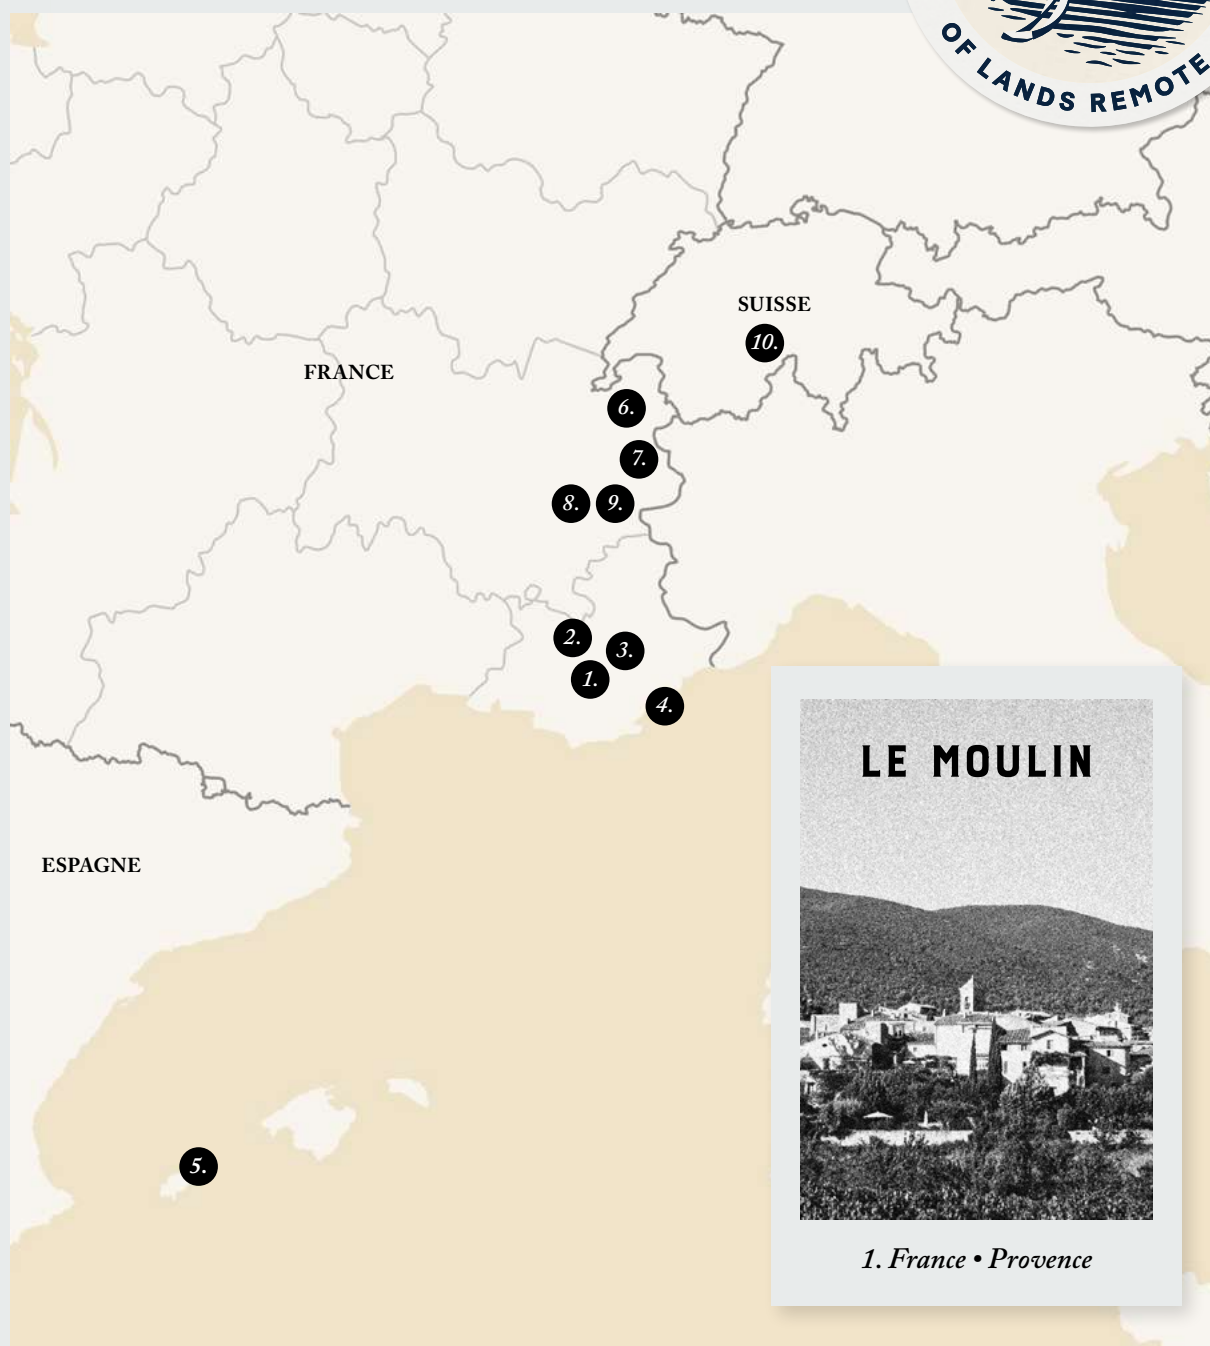 OF LANDS REMOTE
SUISSE
10.
FRANCE
6.
7.
8. 9.
2.
3.
1.
4.
LE MOULIN
ESPAGNE
5.
1. France • Provence